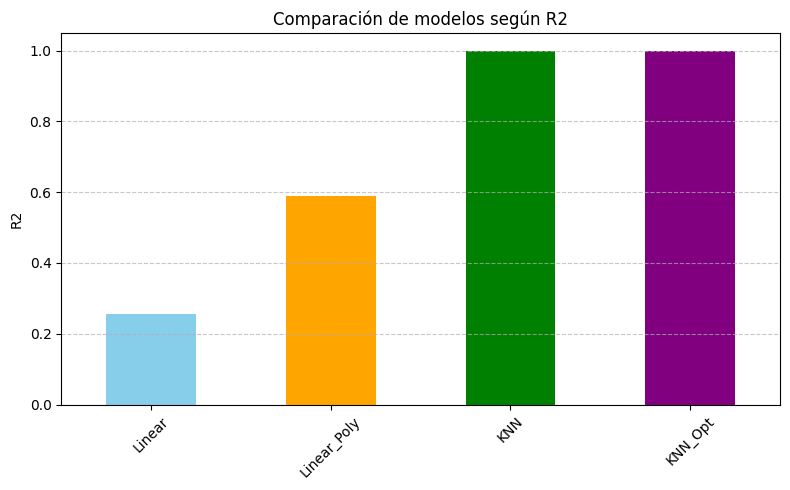 Comparación de modelos según R2
R2
1.0
0.8
0.6
0.4
0.2
0.0
Linear
Linear_Poly
KNN
KNN_Opt